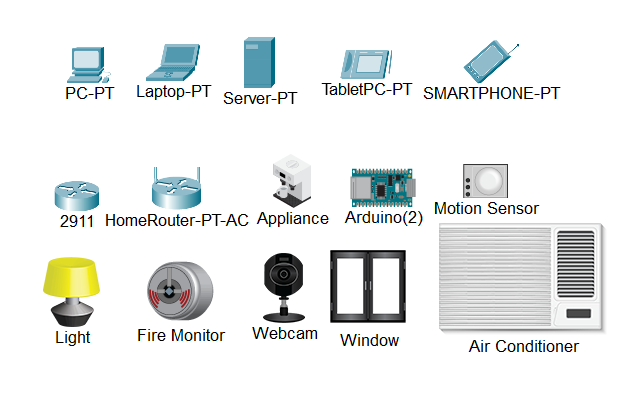 PC-PT
Laptop-PT
Server-PT
TabletPC-PT
SMARTPHONE-PT
2911
HomeRouter-PT-AC
Appliance
Arduino(2)
Motion Sensor
Light
Fire Monitor
Webcam
Window
Air Conditioner